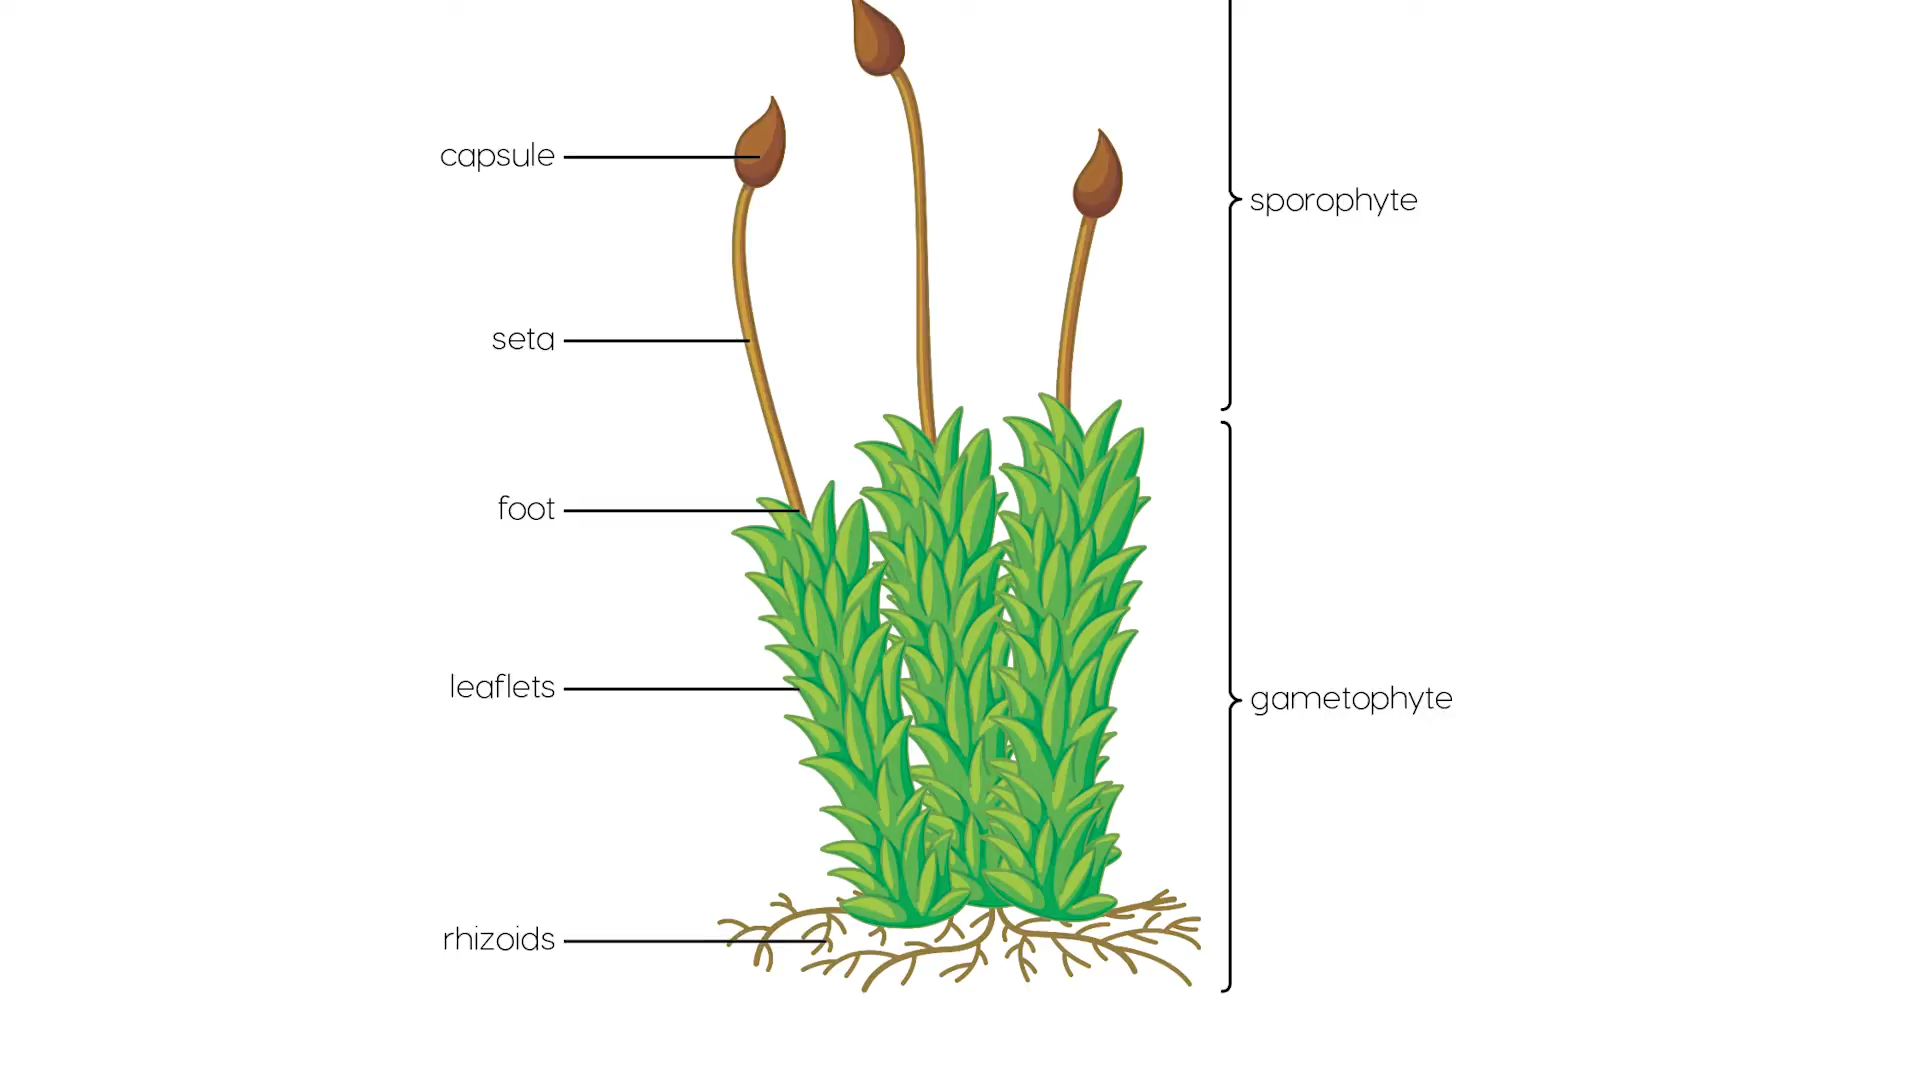 capsule
sporophyte
seta
foot
leaflets
gametophyte
rhizoids